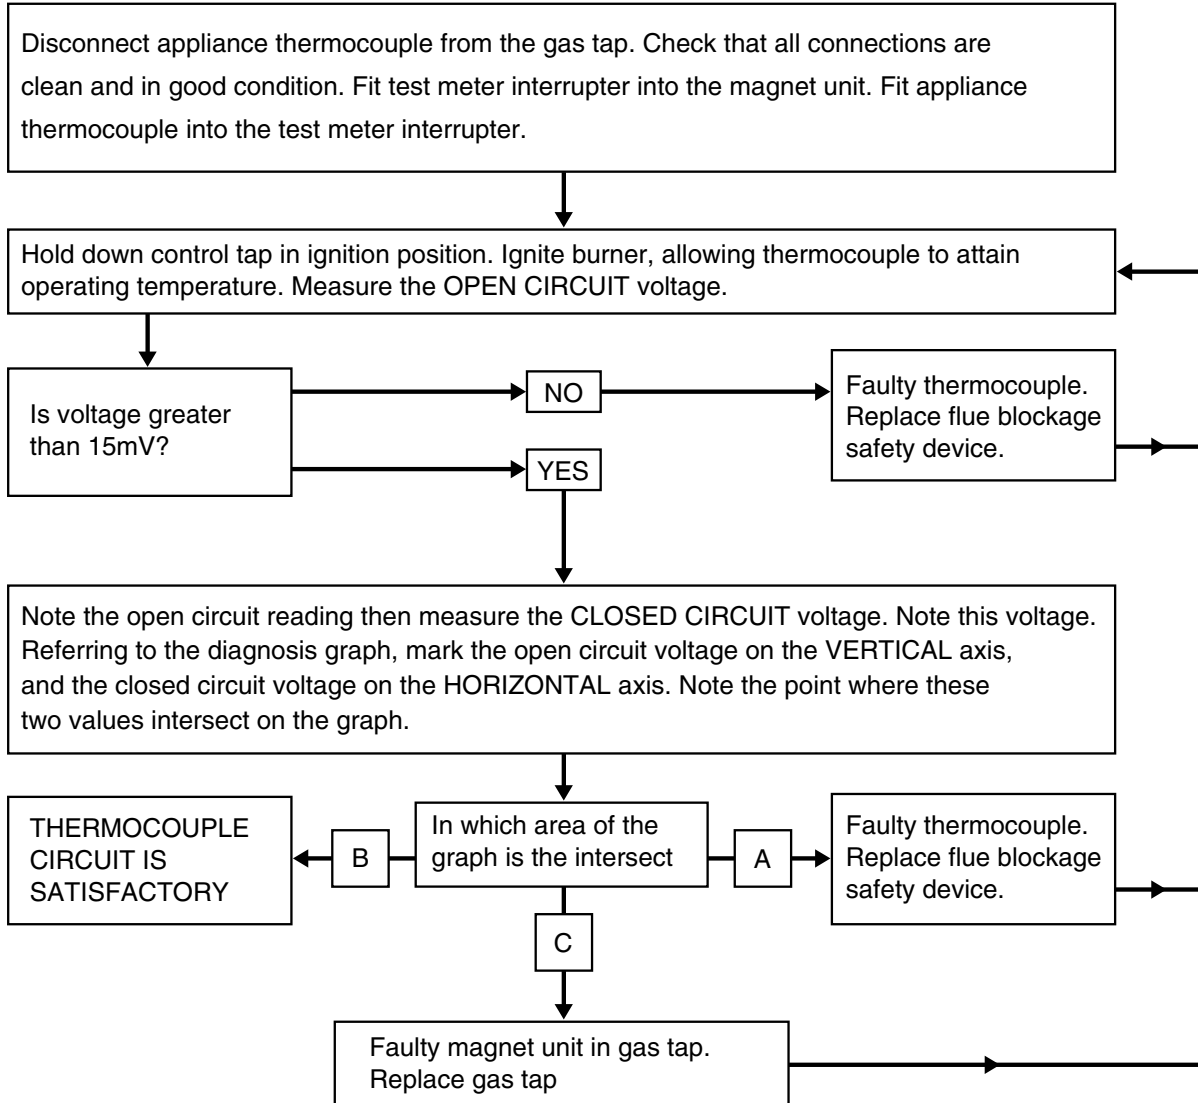 Disconnect appliance thermocouple from the gas tap. Check that all connections are
clean and in good condition. Fit test meter interrupter into the magnet unit. Fit appliance
thermocouple into the test meter interrupter.
Hold down control tap in ignition position. Ignite burner, allowing thermocouple to attain
operating temperature. Measure the OPEN CIRCUIT voltage.
Is voltage greater
than 15mV?
NO
Faulty thermocouple.
Replace flue blockage
safety device.
YES
Note the open circuit reading then measure the CLOSED CIRCUIT voltage. Note this voltage.
Referring to the diagnosis graph, mark the open circuit voltage on the VERTICAL axis,
and the closed circuit voltage on the HORIZONTAL axis. Note the point where these
two values intersect on the graph.
THERMOCOUPLE
CIRCUIT IS
SATISFACTORY
B
In which area of the
graph is the intersect
A
Faulty thermocouple.
Replace flue blockage
safety device.
C
Faulty magnet unit in gas tap.
Replace gas tap